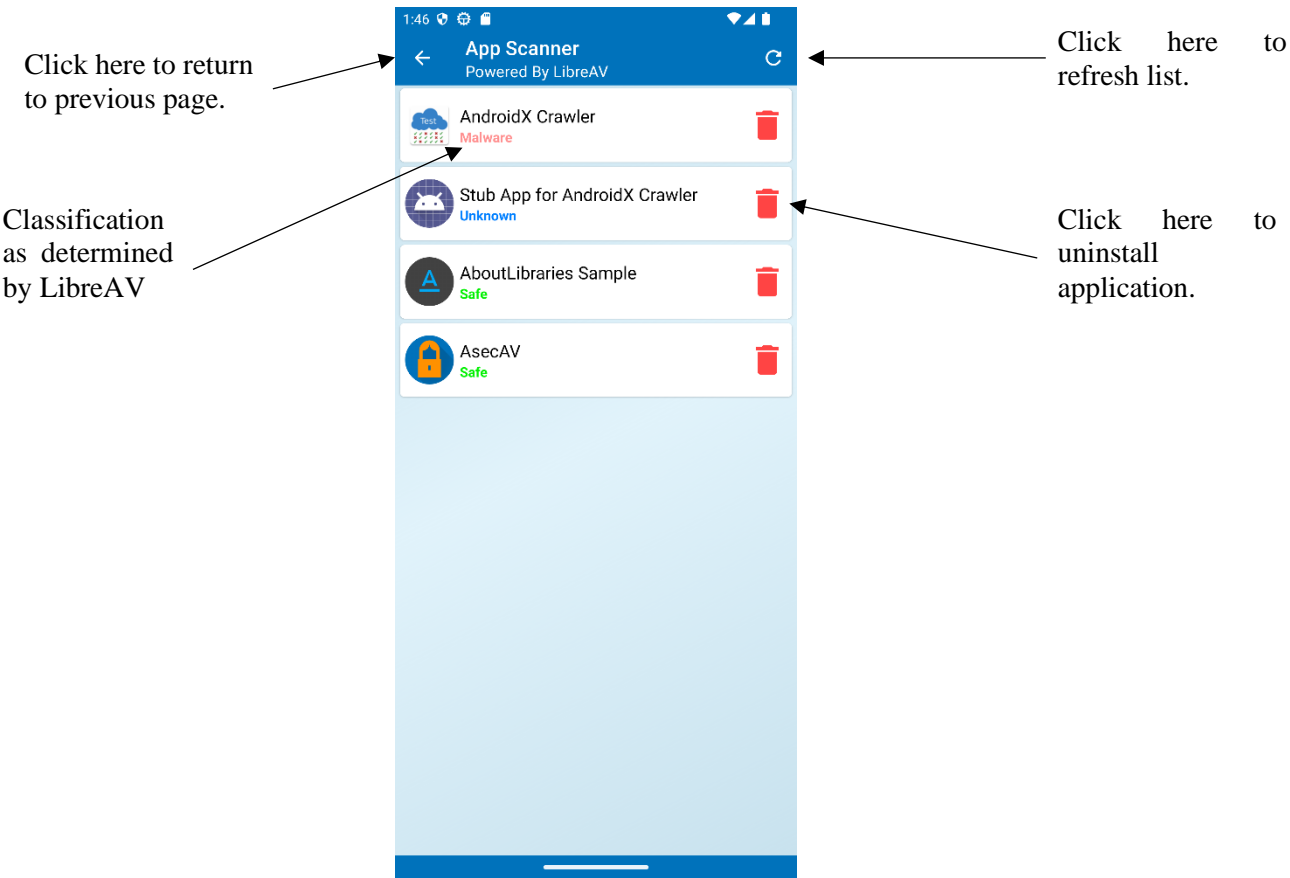 1:46
App Scanner
Powered By LibreAV
Click here to return
to previous page.
Click here to
refresh list.
Test
AndroidX Crawler
Malware
Stub App for AndroidX Crawler
Unknown
Classification
as determined
by LibreAV
Click here to
uninstall
application.
A
AboutLibraries Sample
Safe
AsecAV
Safe